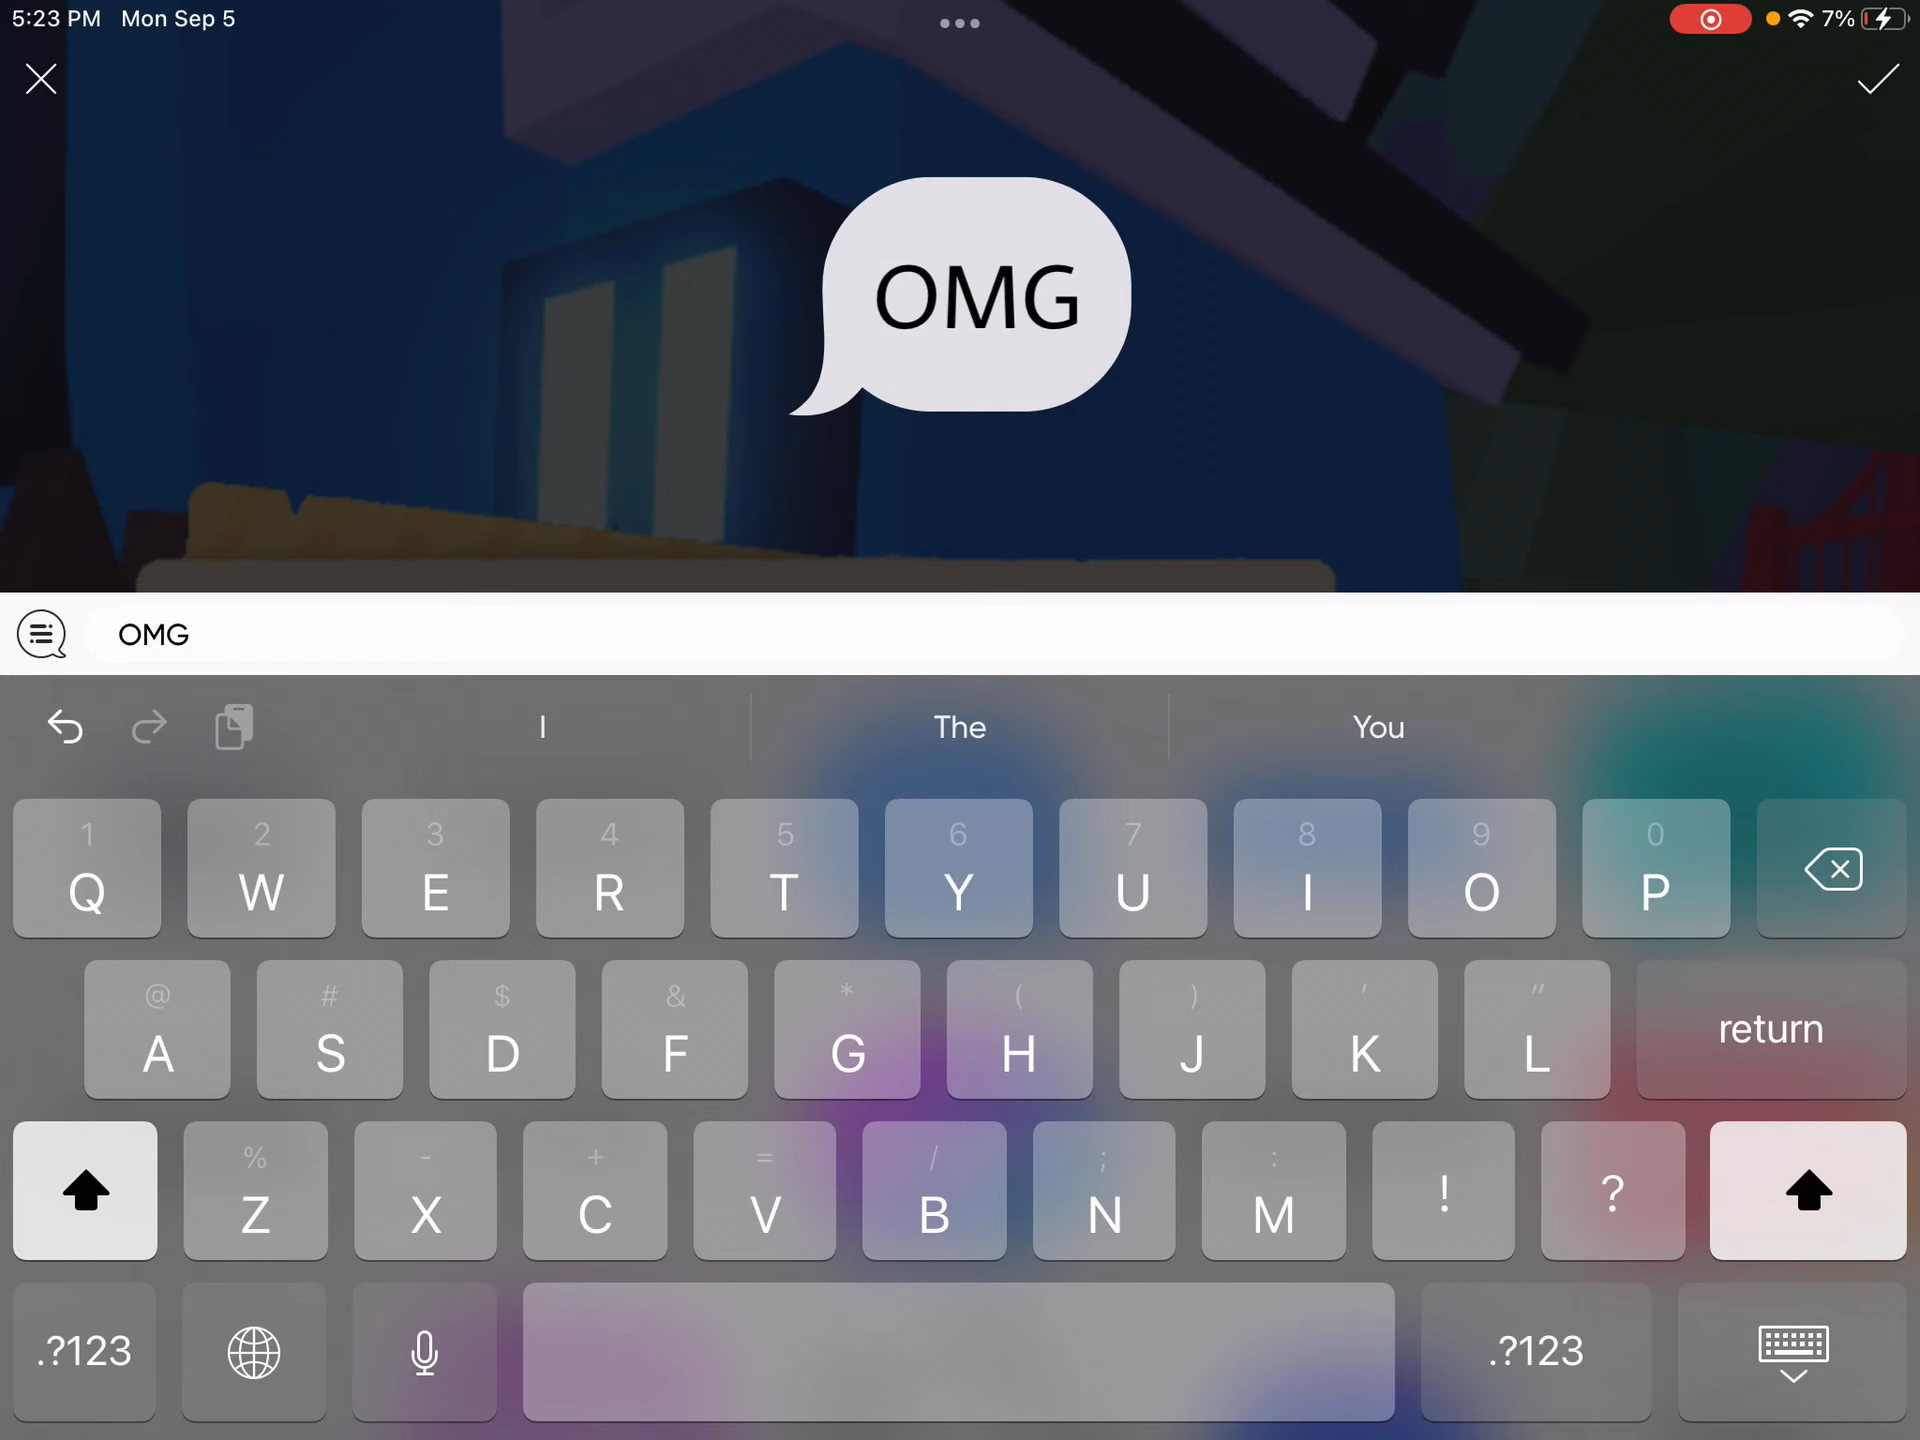 5:23 PM Mon Sep 5 7%
OMG
OMG
I The You
1 2 3 4 5 6 7 8 9 0
Q W E R T Y U I O P
@ # $ & * ( ) ' "
A S D F G H J K L return
% - + = / ; :
Z X C V B N M ! ?
.?123 .?123